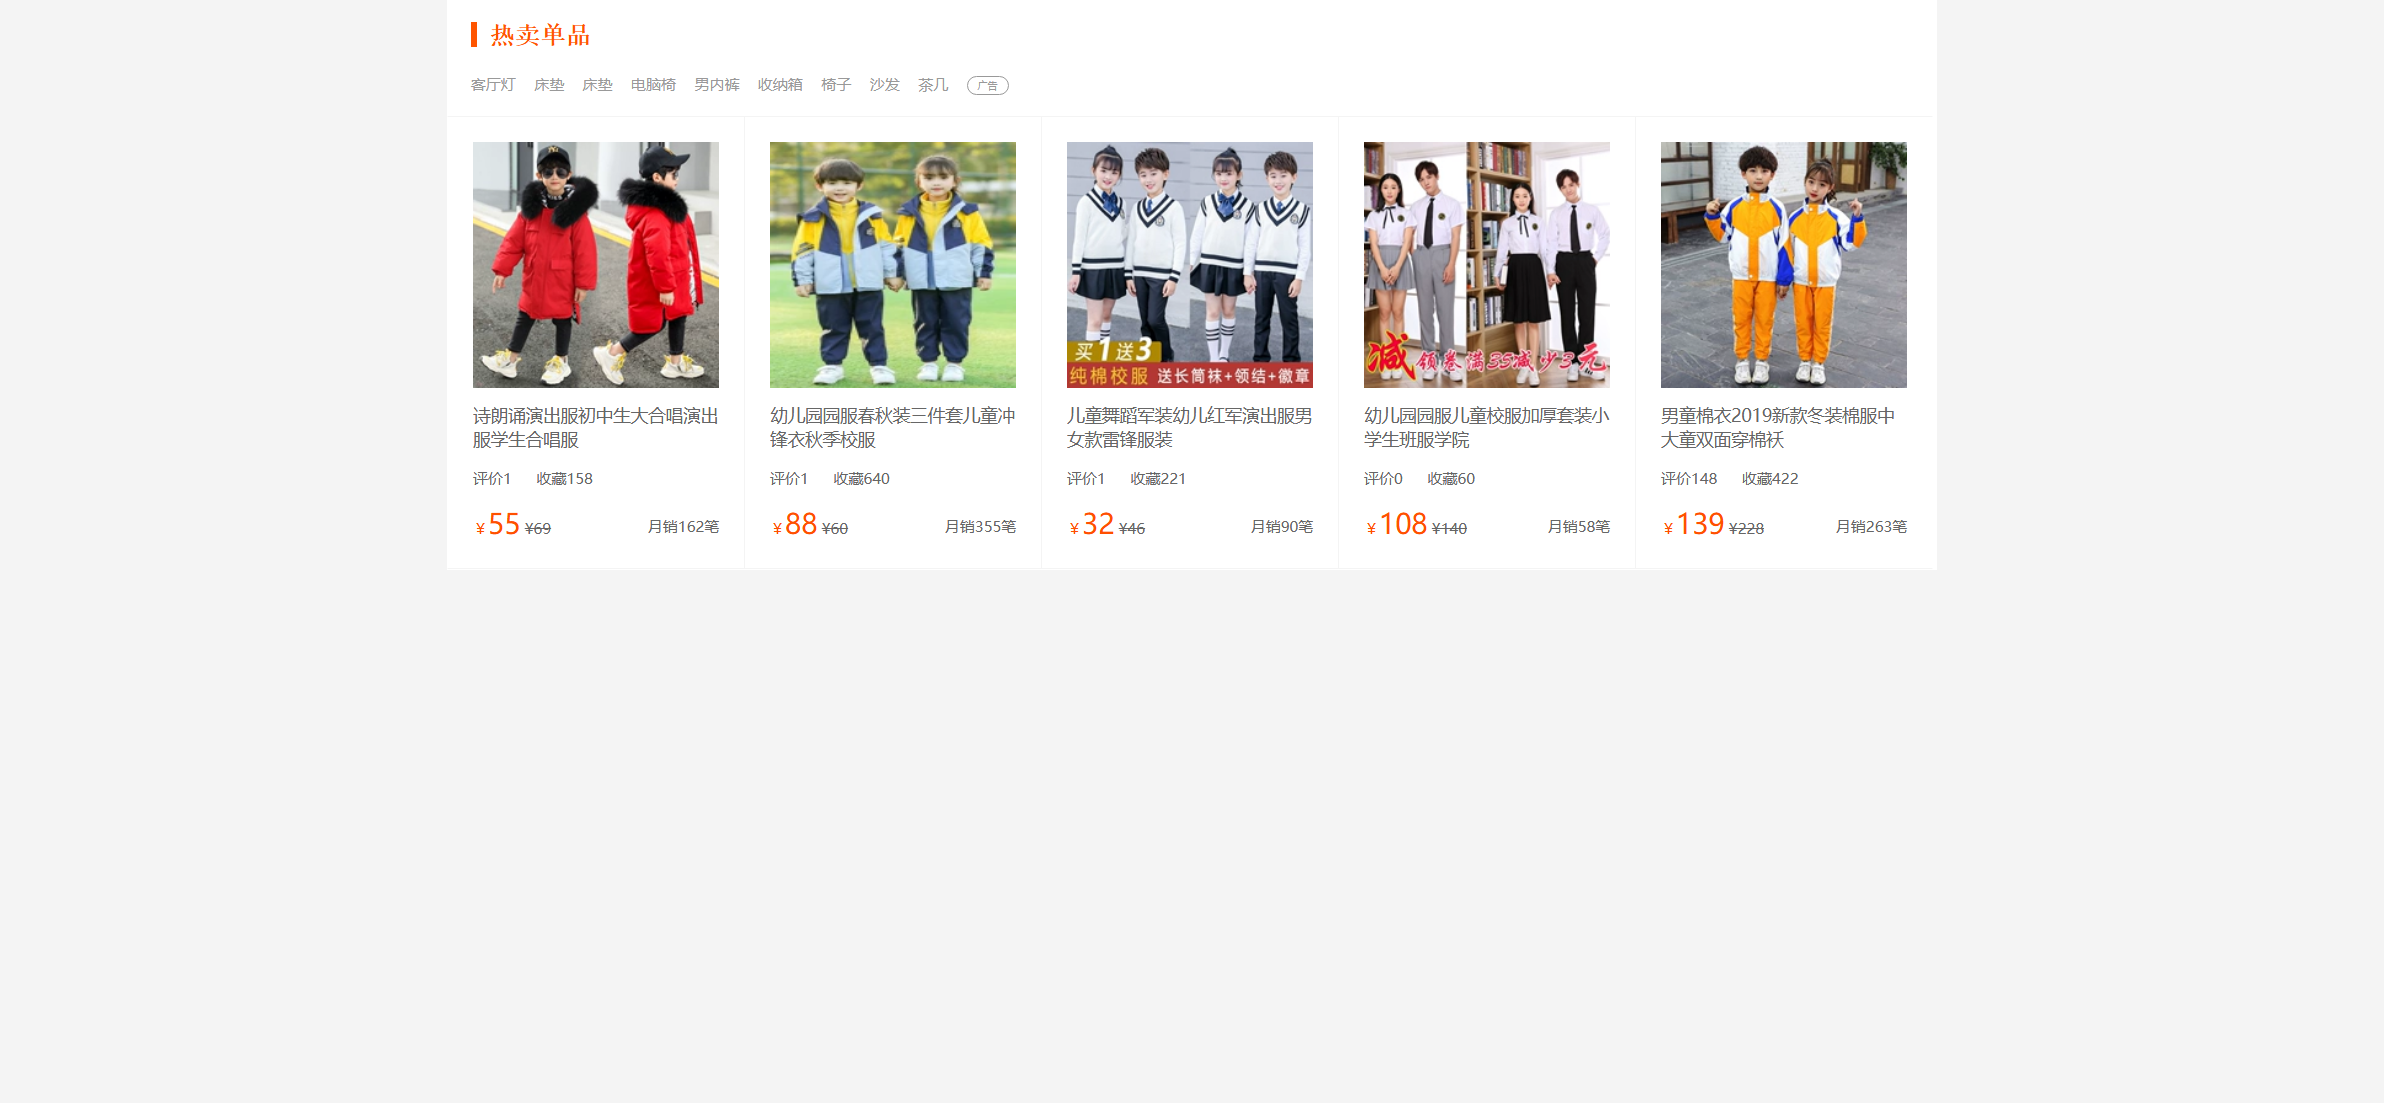 热卖单品
客厅灯 床垫 床垫 电脑椅 男内裤 收纳箱 椅子 沙发 茶几 广告
买1送3
纯棉校服 送长筒袜+领结+徽章
减 领卷满35减少3元
诗朗诵演出服初中生大合唱演出
服学生合唱服
评价1 收藏158
¥55 ¥69 月销162笔
幼儿园园服春秋装三件套儿童冲
锋衣秋季校服
评价1 收藏640
¥88 ¥60 月销355笔
儿童舞蹈军装幼儿红军演出服男
女款雷锋服装
评价1 收藏221
¥32 ¥46 月销90笔
幼儿园园服儿童校服加厚套装小
学生班服学院
评价0 收藏60
¥108 ¥140 月销58笔
男童棉衣2019新款冬装棉服中
大童双面穿棉袄
评价148 收藏422
¥139 ¥228 月销263笔